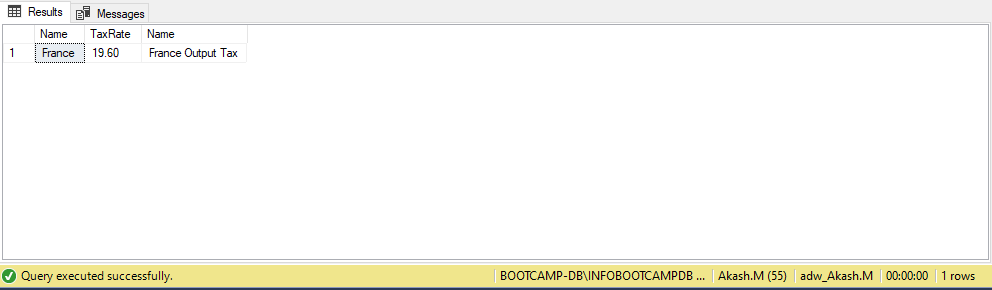 Results Messages
Name TaxRate Name
1 France 19.60 France Output Tax
Query executed successfully. BOOTCAMP-DB\INFOBOOTCAMPDB ... Akash.M (55) adw_Akash.M 00:00:00 1 rows